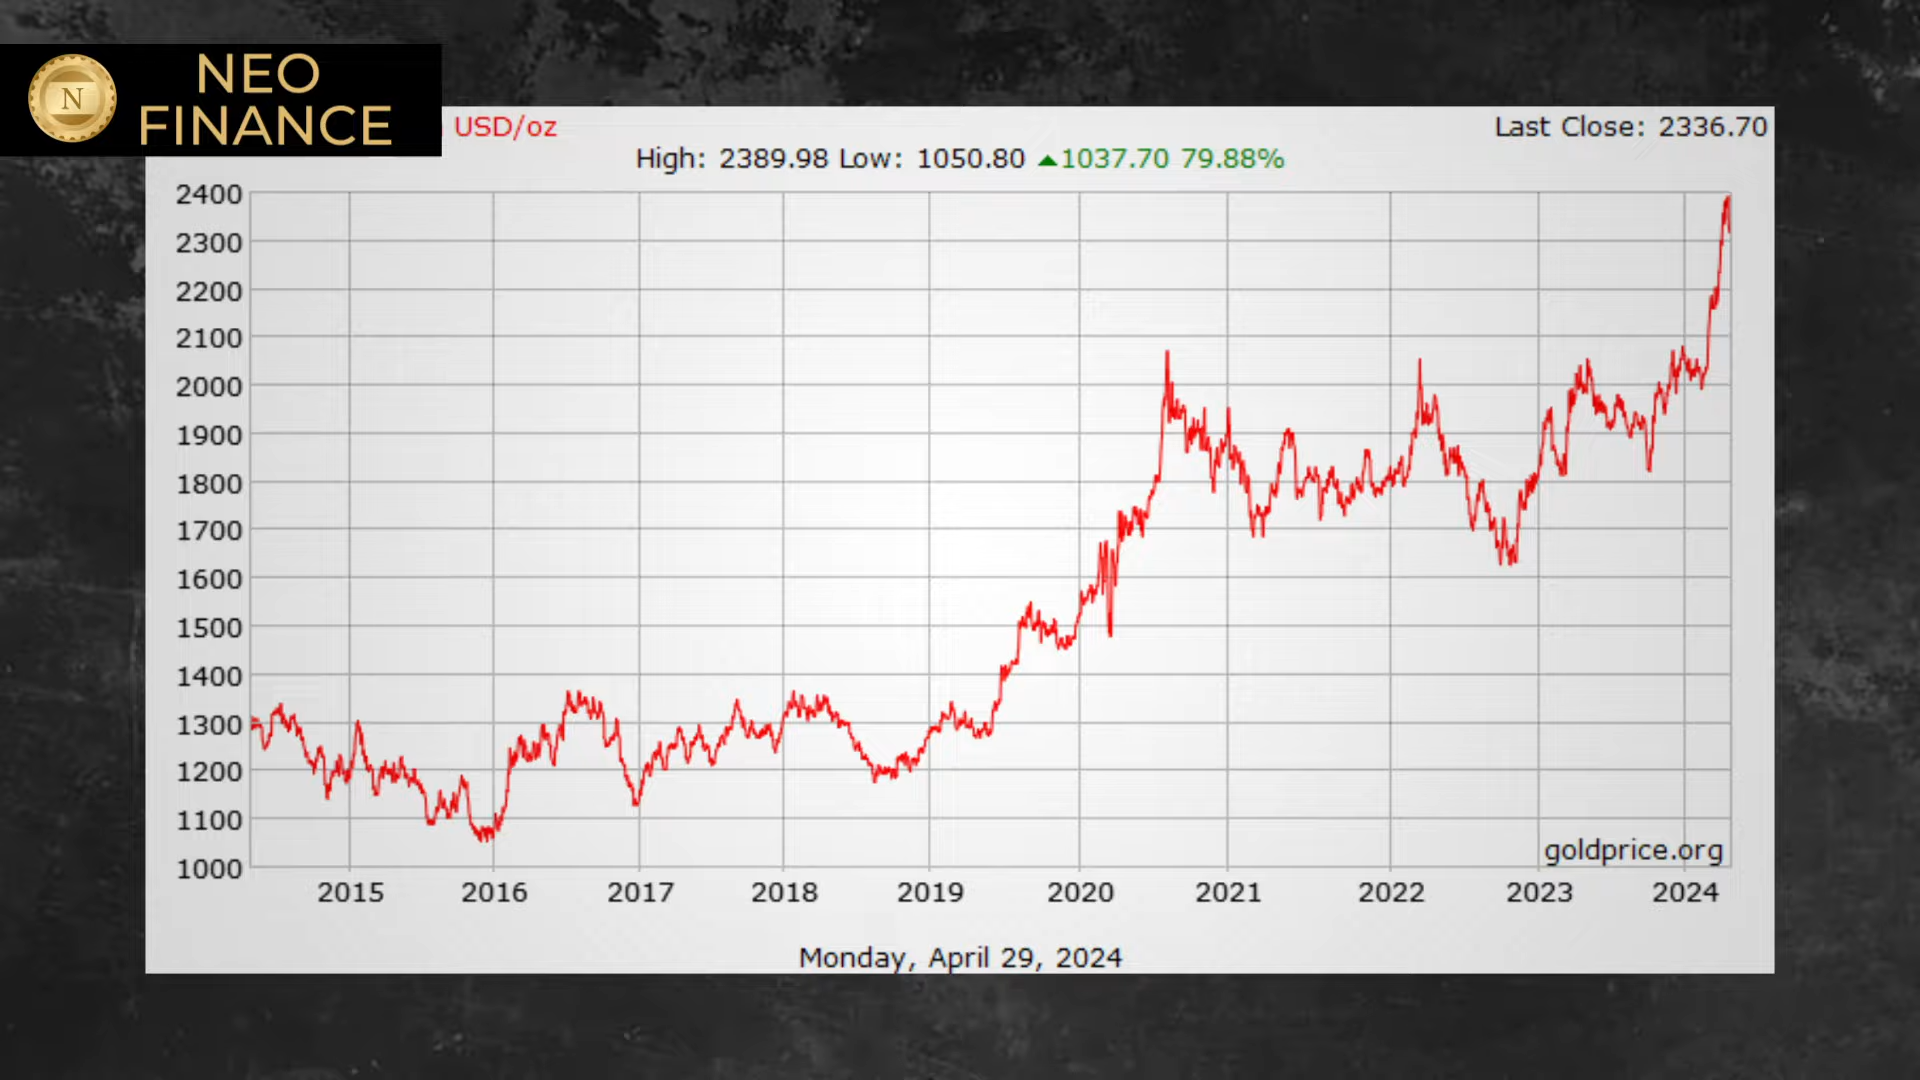 NEO
FINANCE
N
USD/oz
Last Close: 2336.70
High: 2389.98 Low: 1050.80 ▲1037.70 79.88%
2400
2300
2200
2100
2000
1900
1800
1700
1600
1500
1400
1300
1200
1100
1000
goldprice.org
2015 2016 2017 2018 2019 2020 2021 2022 2023 2024
Monday, April 29, 2024